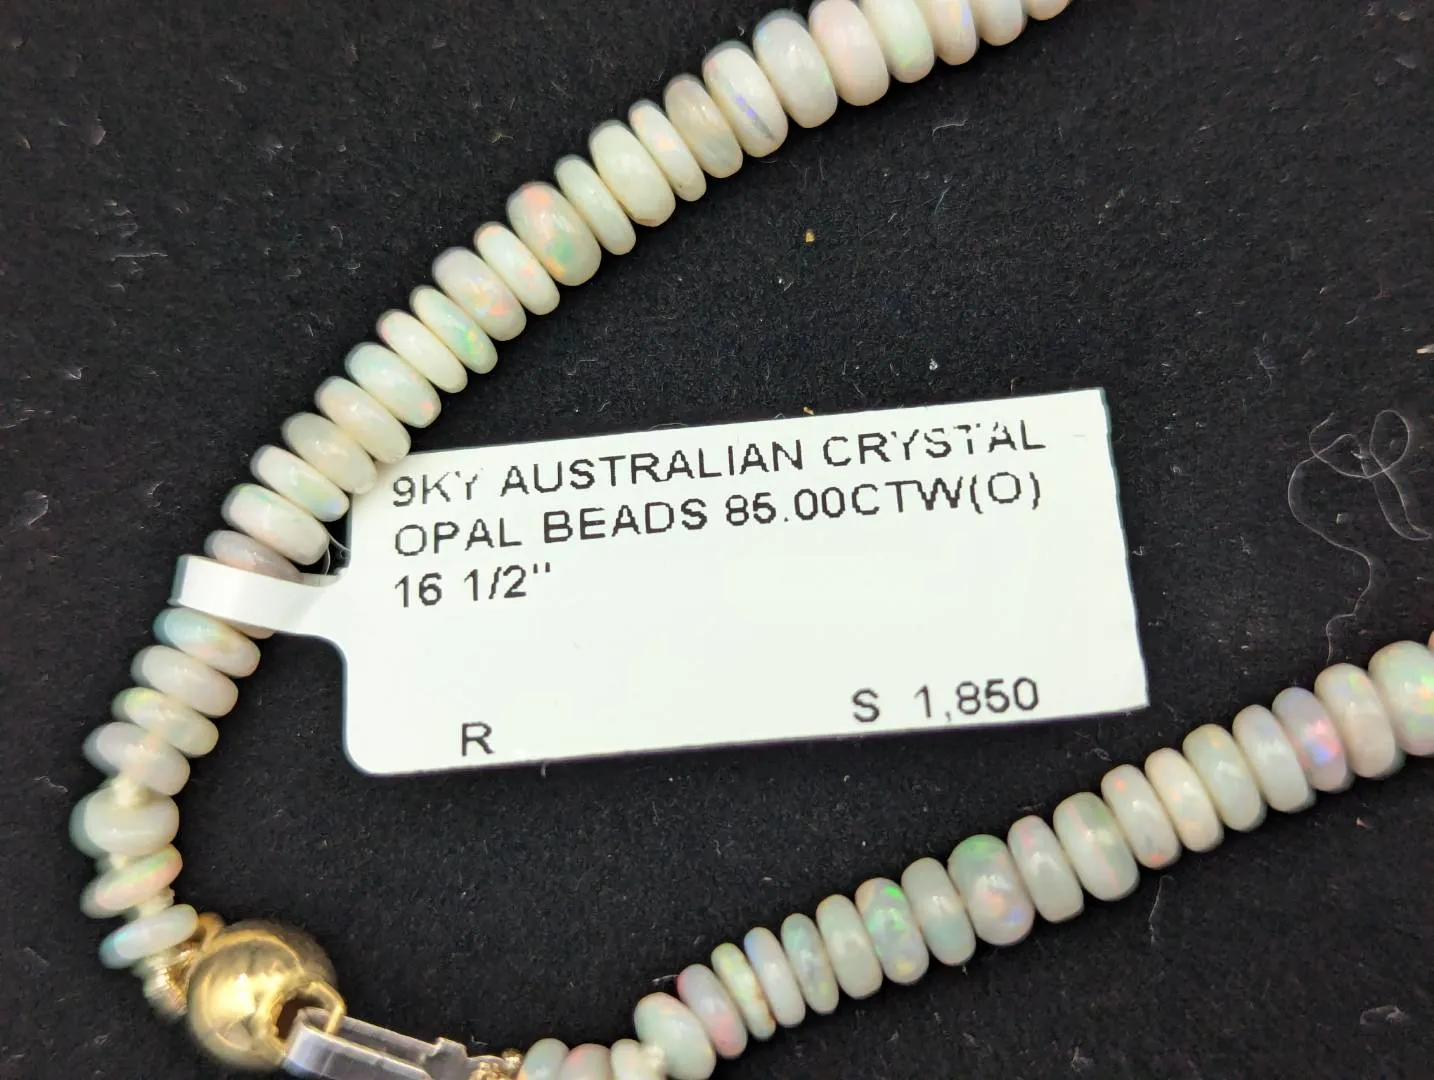 9KY AUSTRALIAN CRYSTAL
OPAL BEADS 85.00CTW(O)
16 1/2"
R S 1,850